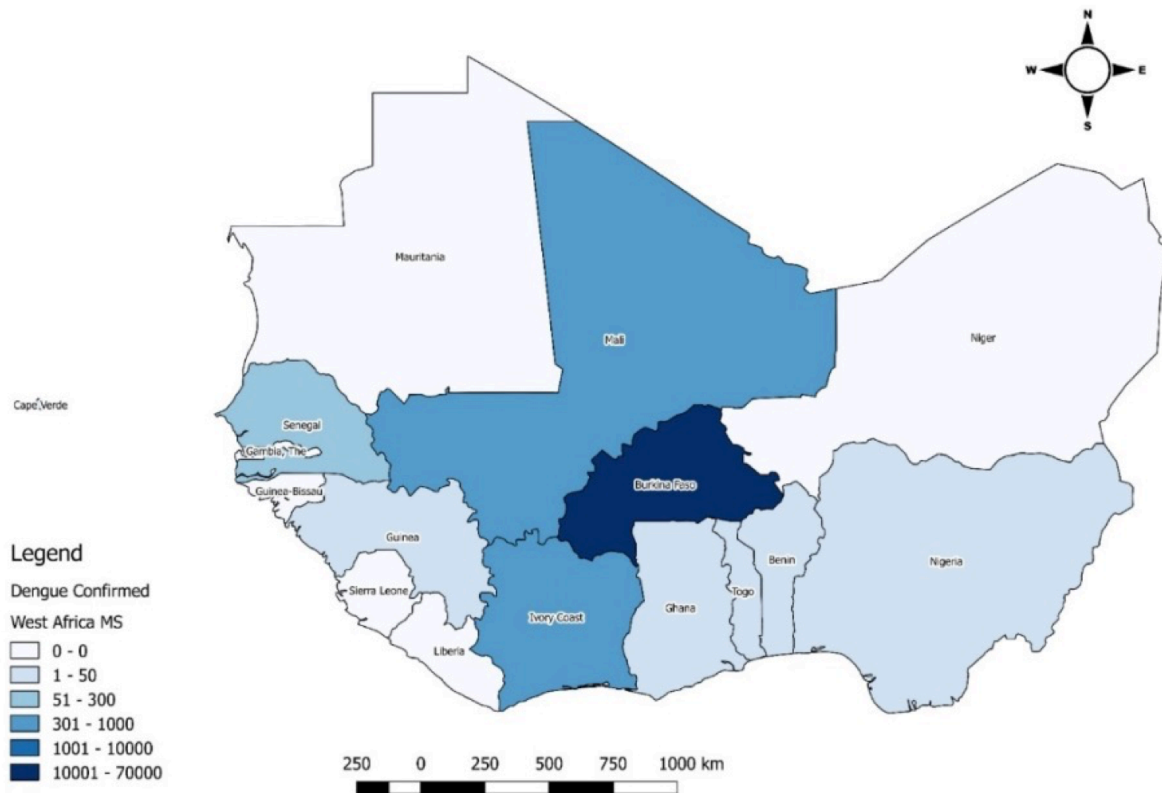 N
W E
S
Mauritania
Mali
Niger
Cape Verde
Senegal
Gambia, The
Burkina Faso
Guinea-Bissau
Guinea
Benin
Nigeria
Sierra Leone
Togo
Ghana
Ivory Coast
Liberia
Legend
Dengue Confirmed
West Africa MS
0 - 0
1 - 50
51 - 300
301 - 1000
1001 - 10000
10001 - 70000
250 0 250 500 750 1000 km